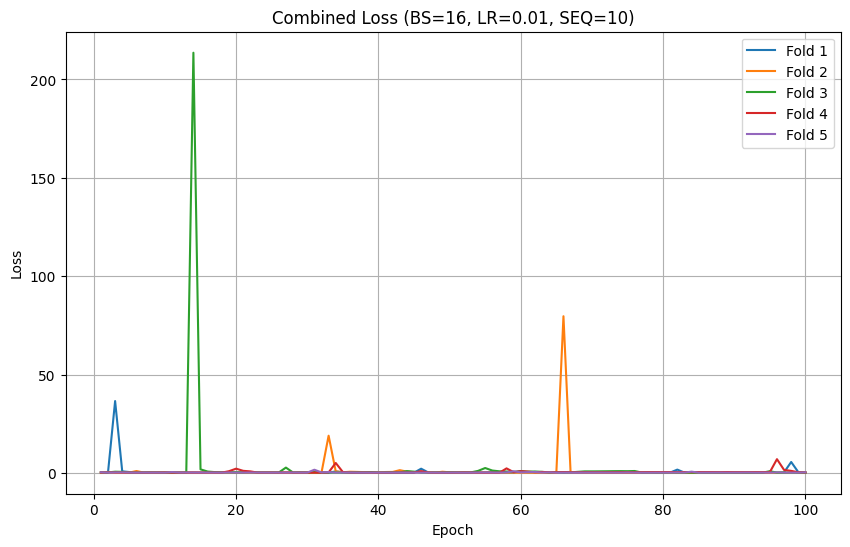 Combined Loss (BS=16, LR=0.01, SEQ=10)
Fold 1
Fold 2
Fold 3
Fold 4
Fold 5
Loss
200
150
100
50
0
0 20 40 60 80 100
Epoch